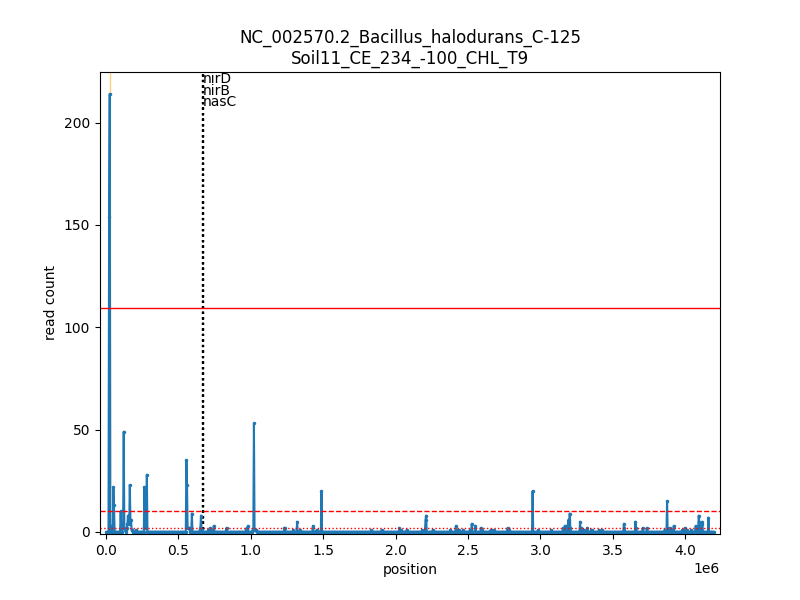 NC_002570.2_Bacillus_halodurans_C-125
Soil11_CE_234_-100_CHL_T9
nirD
nirB
nasC
200
150
100
50
0
read count
0.0 0.5 1.0 1.5 2.0 2.5 3.0 3.5 4.0
1e6
position